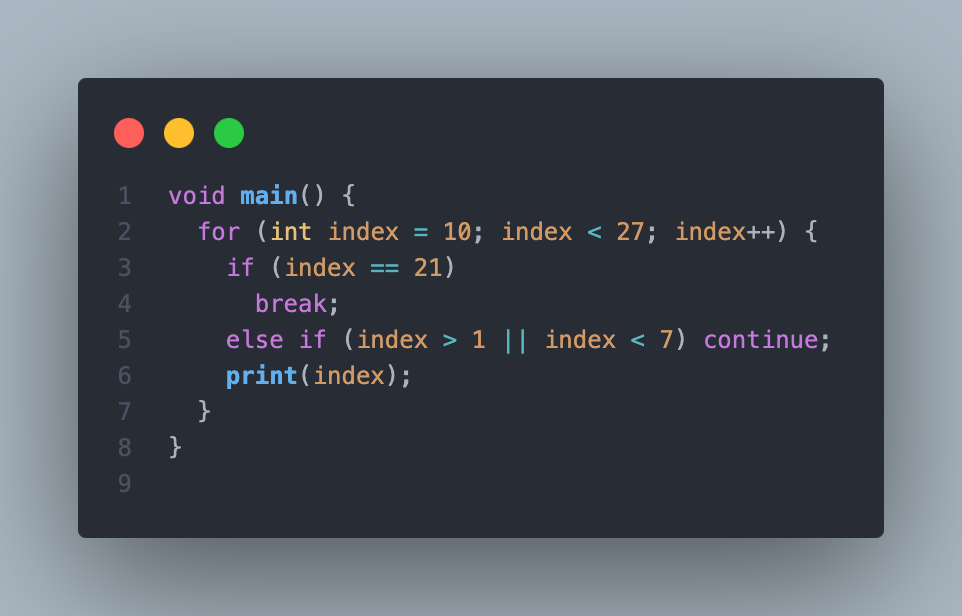 1 void main() {
2   for (int index = 10; index < 27; index++) {
3     if (index == 21)
4       break;
5     else if (index > 1 || index < 7) continue;
6     print(index);
7   }
8 }
9